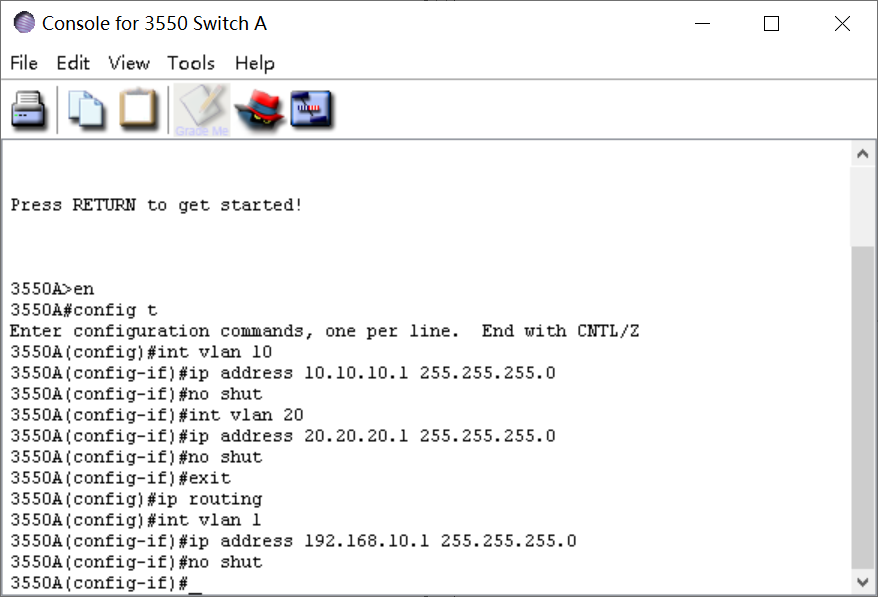 Console for 3550 Switch A
File Edit View Tools Help
Grade Me
Press RETURN to get started!
3550A>en
3550A#config t
Enter configuration commands, one per line.  End with CNTL/Z
3550A(config)#int vlan 10
3550A(config-if)#ip address 10.10.10.1 255.255.255.0
3550A(config-if)#no shut
3550A(config-if)#int vlan 20
3550A(config-if)#ip address 20.20.20.1 255.255.255.0
3550A(config-if)#no shut
3550A(config-if)#exit
3550A(config)#ip routing
3550A(config)#int vlan 1
3550A(config-if)#ip address 192.168.10.1 255.255.255.0
3550A(config-if)#no shut
3550A(config-if)#_